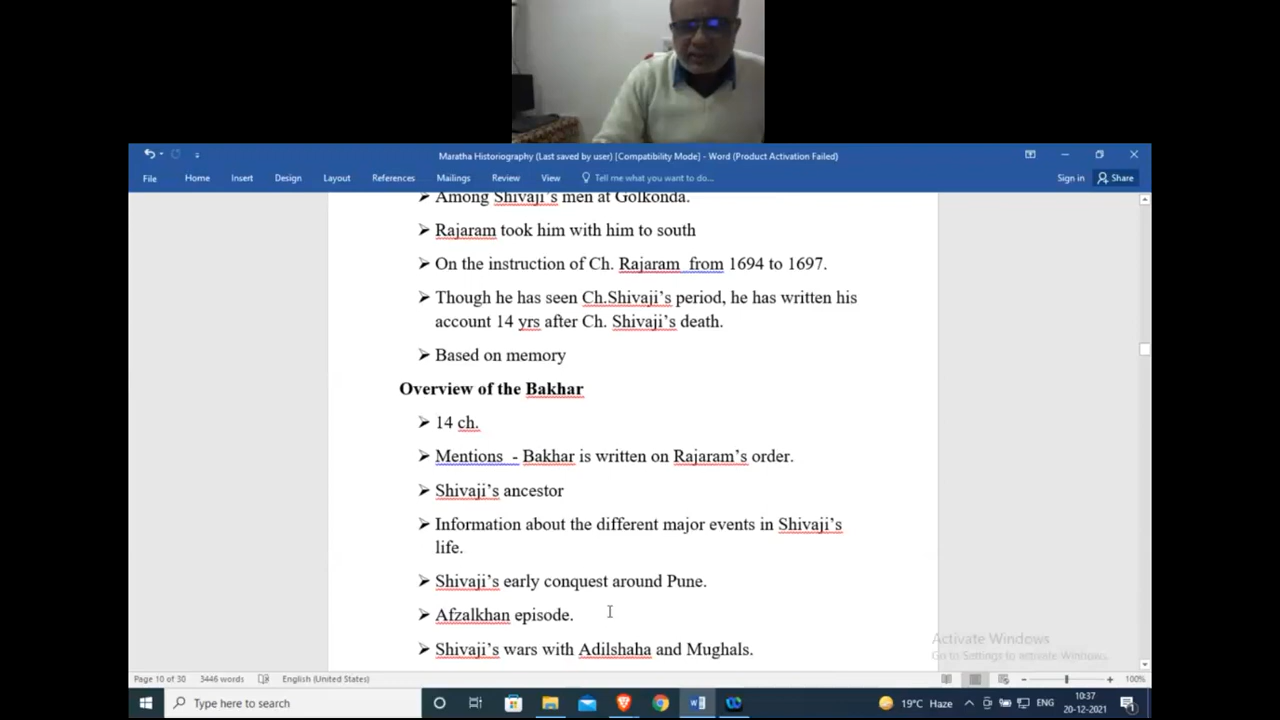 Maratha Historiography (Last saved by user) [Compatibility Mode] - Word (Product Activation Failed)
File Home Insert Design Layout References Mailings Review View Tell me what you want to do... Sign in Share
Among Shivaji's men at Golkonda.
Rajaram took him with him to south
On the instruction of Ch. Rajaram from 1694 to 1697.
Though he has seen Ch.Shivaji's period, he has written his
account 14 yrs after Ch. Shivaji's death.
Based on memory
Overview of the Bakhar
14 ch.
Mentions - Bakhar is written on Rajaram's order.
Shivaji's ancestor
Information about the different major events in Shivaji's
life.
Shivaji's early conquest around Pune.
Afzalkhan episode.
Shivaji's wars with Adilshaha and Mughals.
Activate Windows
Go to Settings to activate Windows.
Page 10 of 30 3446 words English (United States) 100%
Type here to search 19°C Haze ENG 10:37
20-12-2021